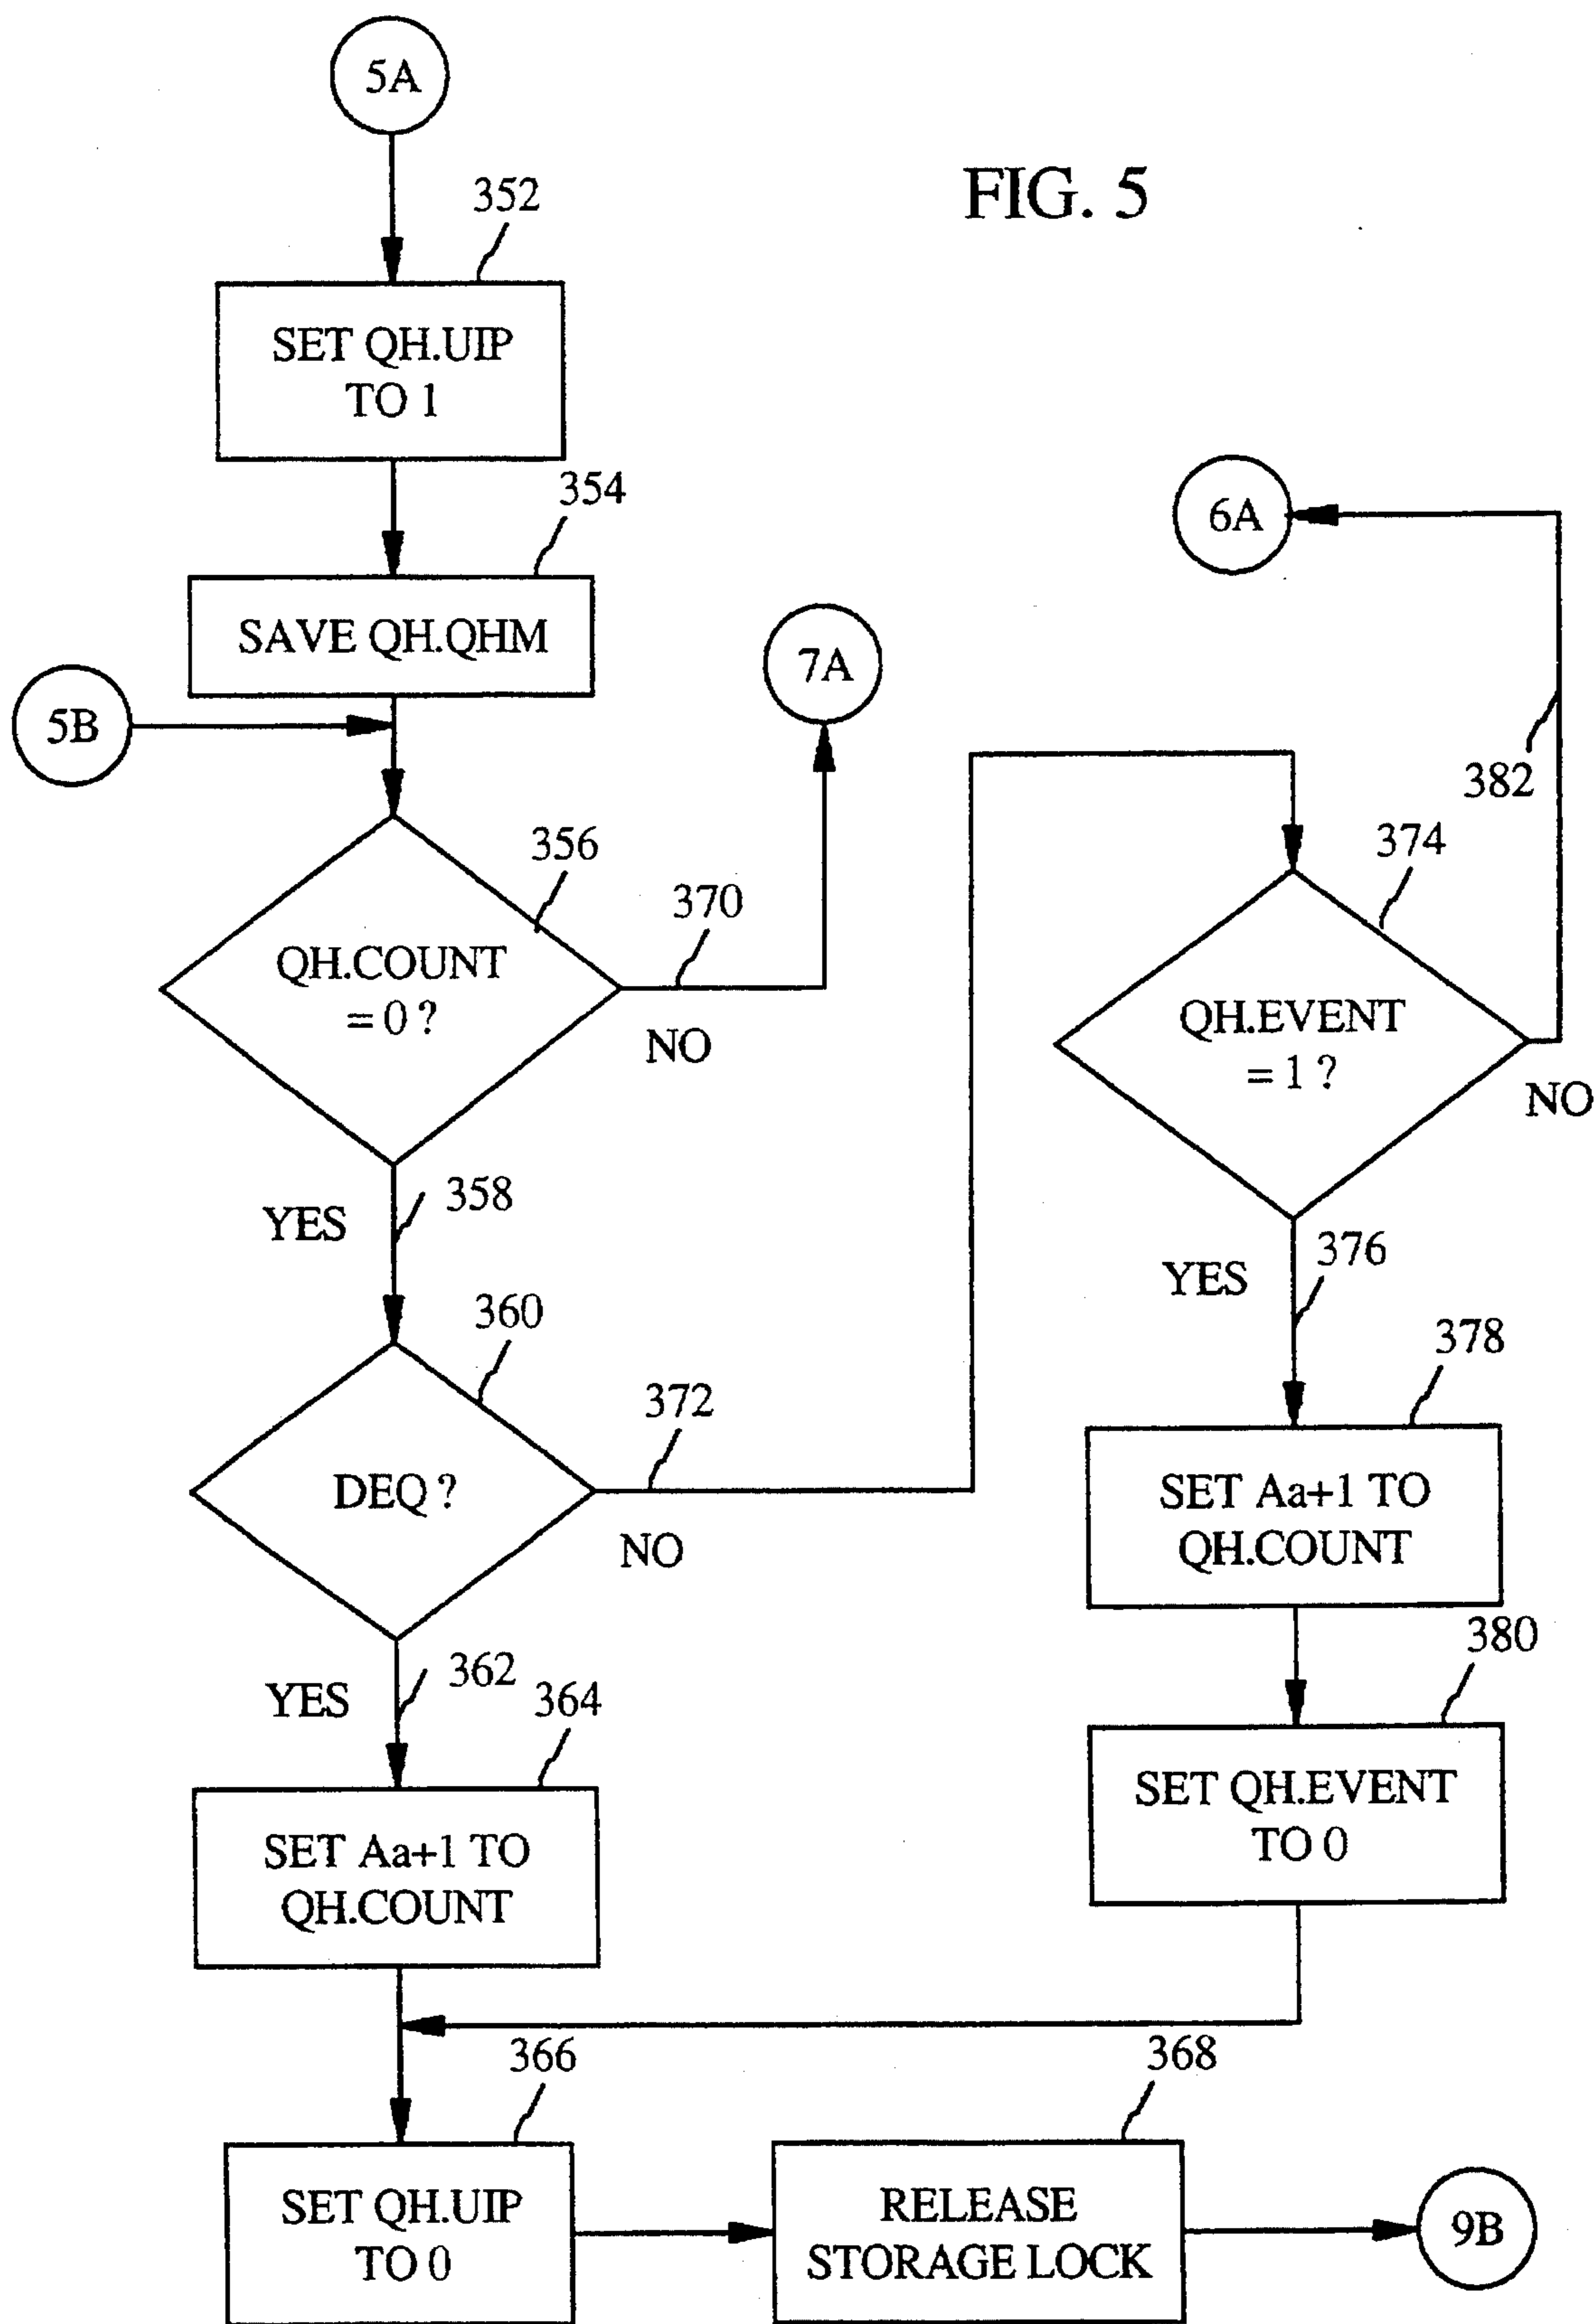 5A
FIG. 5
352
SET QH.UIP
TO 1
354
SAVE QH.QHM
5B
7A
6A
382
356
QH.COUNT
= 0 ?
370
NO
374
QH.EVENT
= 1 ?
NO
YES
358
360
DEQ ?
372
NO
YES
376
378
SET Aa+1 TO
QH.COUNT
380
SET QH.EVENT
TO 0
YES
362
364
SET Aa+1 TO
QH.COUNT
366
SET QH.UIP
TO 0
368
RELEASE
STORAGE LOCK
9B